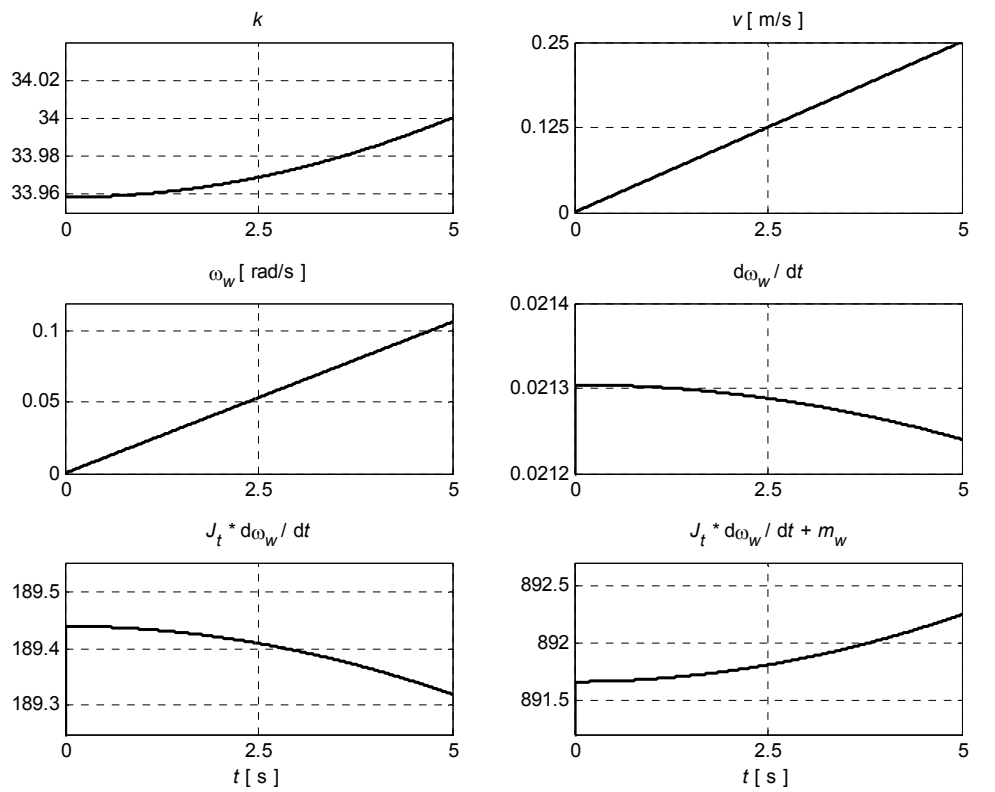 k
34.02
34
33.98
33.96
0 2.5 5
v [ m/s ]
0.25
0.125
0
0 2.5 5
ω_w [ rad/s ]
0.1
0.05
0
0 2.5 5
dω_w / dt
0.0214
0.0213
0.0212
0 2.5 5
J_t * dω_w / dt
189.5
189.4
189.3
0 2.5 5
t [ s ]
J_t * dω_w / dt + m_w
892.5
892
891.5
0 2.5 5
t [ s ]